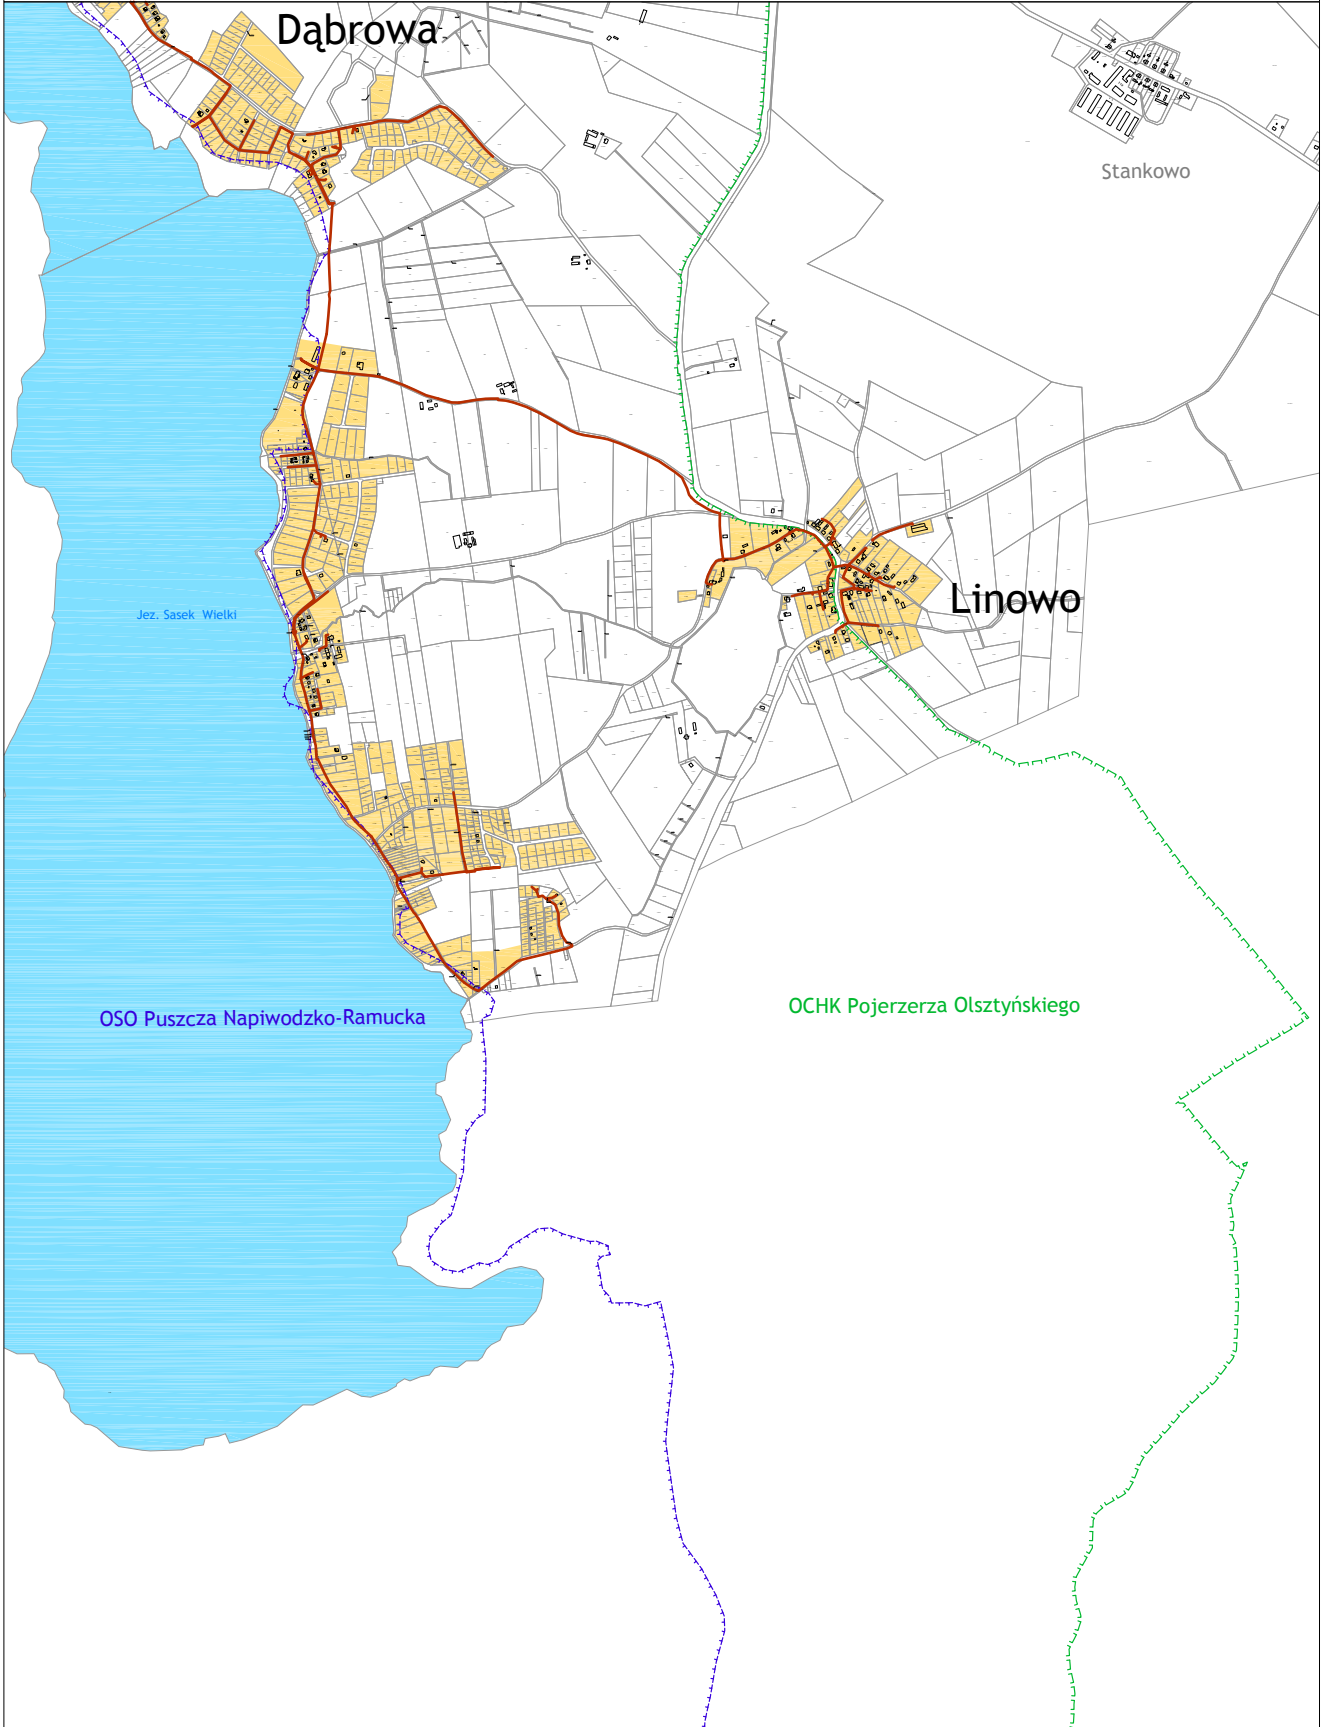 Dąbrowa
Stankowo
Linowo
Jez. Sasek Wielki
OCHK Pojerzerza Olsztyńskiego
OSO Puszcza Napiwodzko-Ramucka